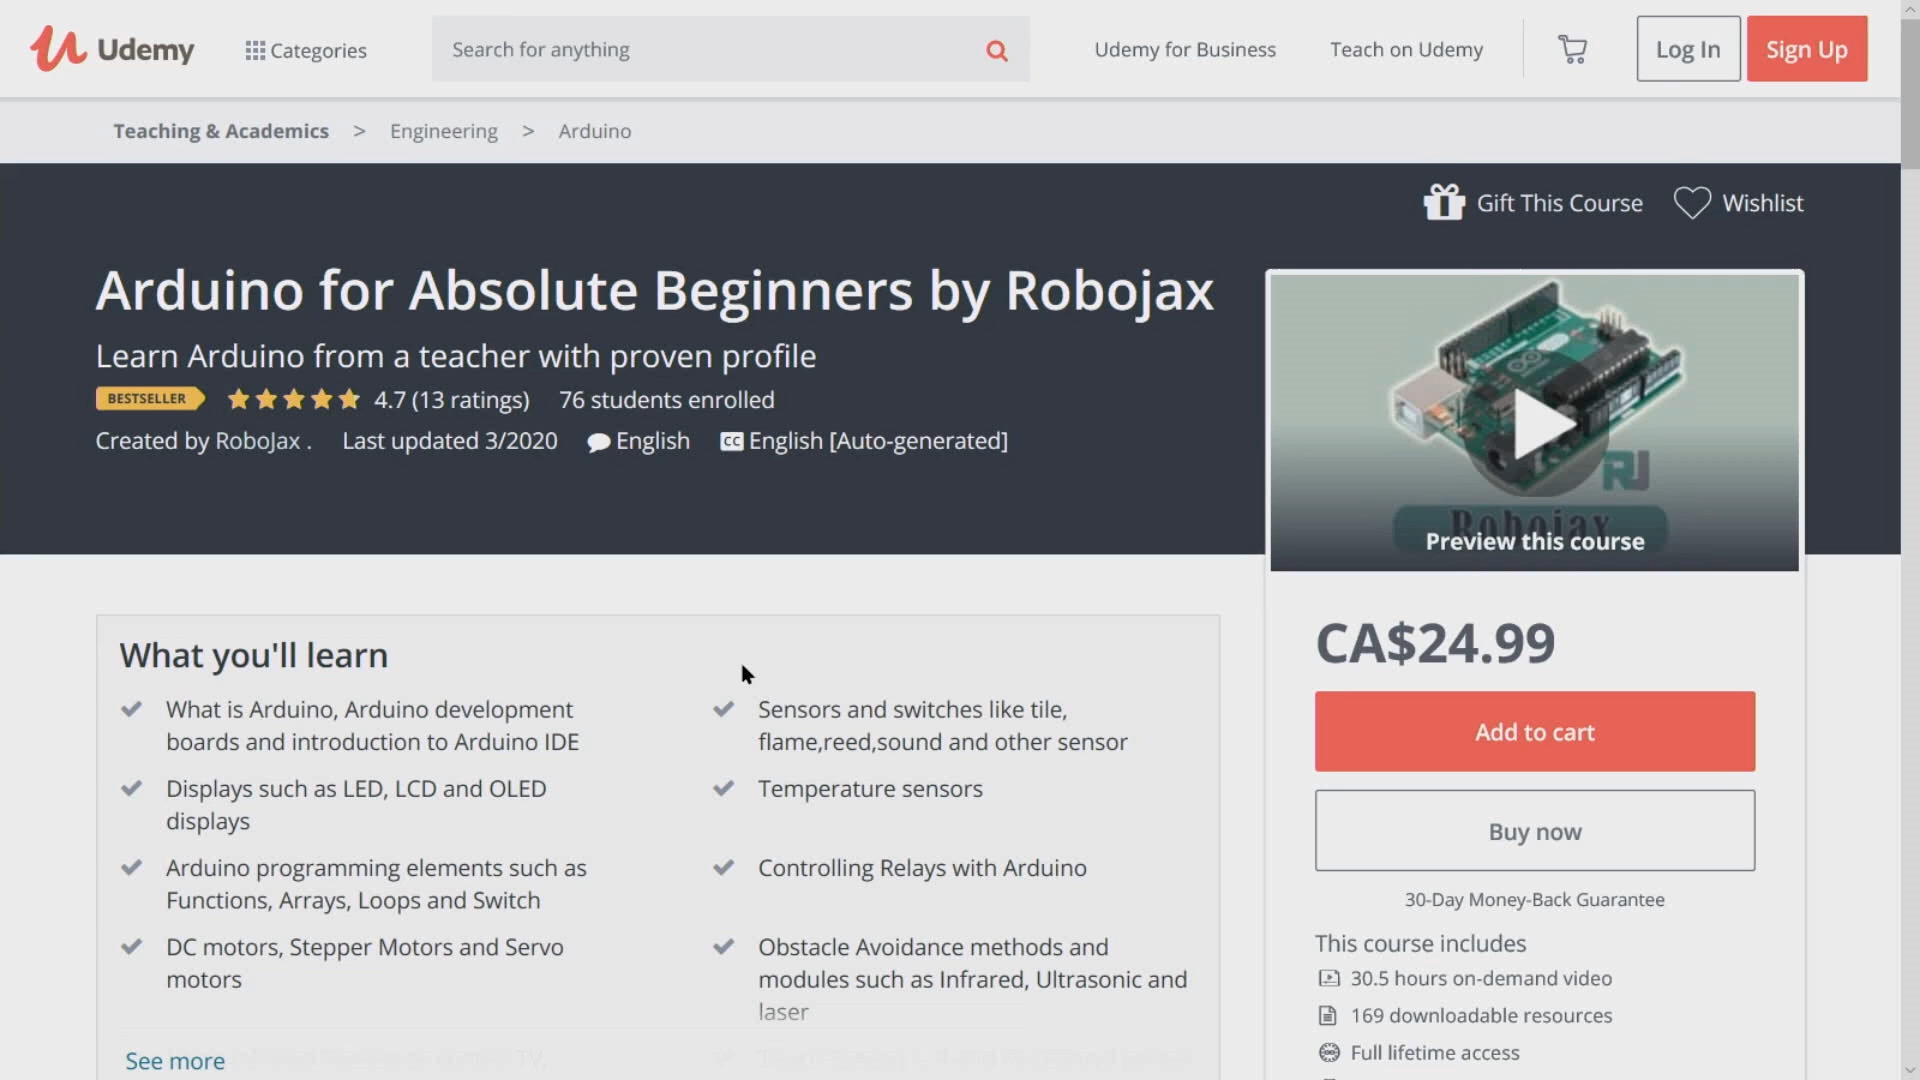 Udemy
Categories
Search for anything
Udemy for Business
Teach on Udemy
Log In
Sign Up
Teaching & Academics > Engineering > Arduino
Gift This Course
Wishlist
Arduino for Absolute Beginners by Robojax
Learn Arduino from a teacher with proven profile
BESTSELLER 4.7 (13 ratings) 76 students enrolled
Created by RoboJax . Last updated 3/2020 English CC English [Auto-generated]
RJ
Robojax
Preview this course
What you'll learn
What is Arduino, Arduino development
boards and introduction to Arduino IDE
Displays such as LED, LCD and OLED
displays
Arduino programming elements such as
Functions, Arrays, Loops and Switch
DC motors, Stepper Motors and Servo
motors
Sensors and switches like tile,
flame,reed,sound and other sensor
Temperature sensors
Controlling Relays with Arduino
Obstacle Avoidance methods and
modules such as Infrared, Ultrasonic and
laser
See more
CA$24.99
Add to cart
Buy now
30-Day Money-Back Guarantee
This course includes
30.5 hours on-demand video
169 downloadable resources
Full lifetime access